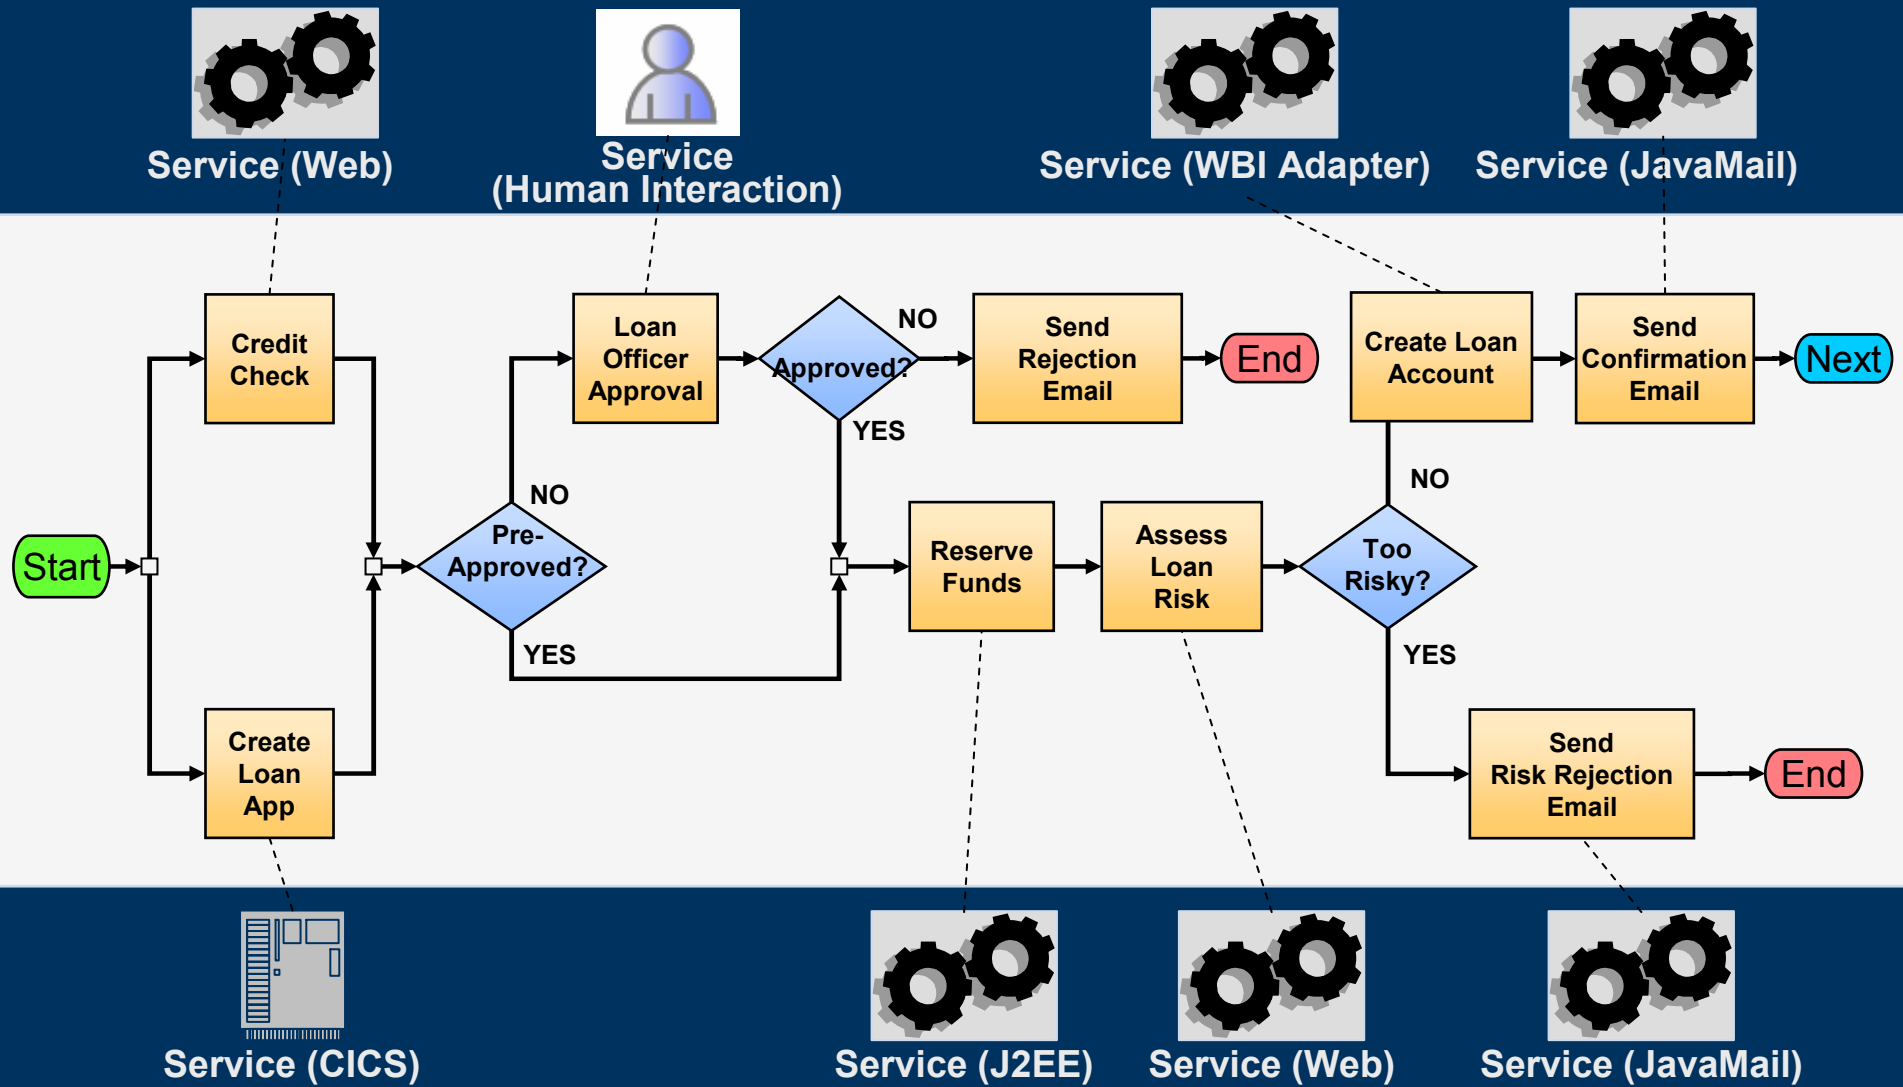 Service (Web)
Service
(Human Interaction)
Service (WBI Adapter)
Service (JavaMail)
Credit
Check
Loan
Officer
Approval
Approved?
NO
YES
Send
Rejection
Email
End
Create Loan
Account
Send
Confirmation
Email
Next
Start
NO
Pre-
Approved?
YES
Reserve
Funds
Assess
Loan
Risk
NO
Too
Risky?
YES
Create
Loan
App
Send
Risk Rejection
Email
End
Service (CICS)
Service (J2EE)
Service (Web)
Service (JavaMail)